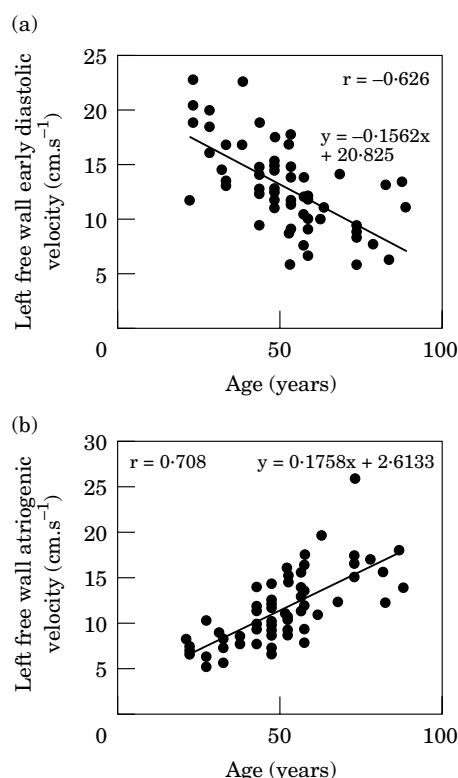 (a)
25
20
15
10
5
0
50
100
r = –0·626
y = –0·1562x
+ 20·825
Left free wall early diastolic
velocity (cm.s⁻¹)
Age (years)
(b)
30
25
20
15
10
5
0
50
100
r = 0·708
y = 0·1758x + 2·6133
Left free wall atriogenic
velocity (cm.s⁻¹)
Age (years)